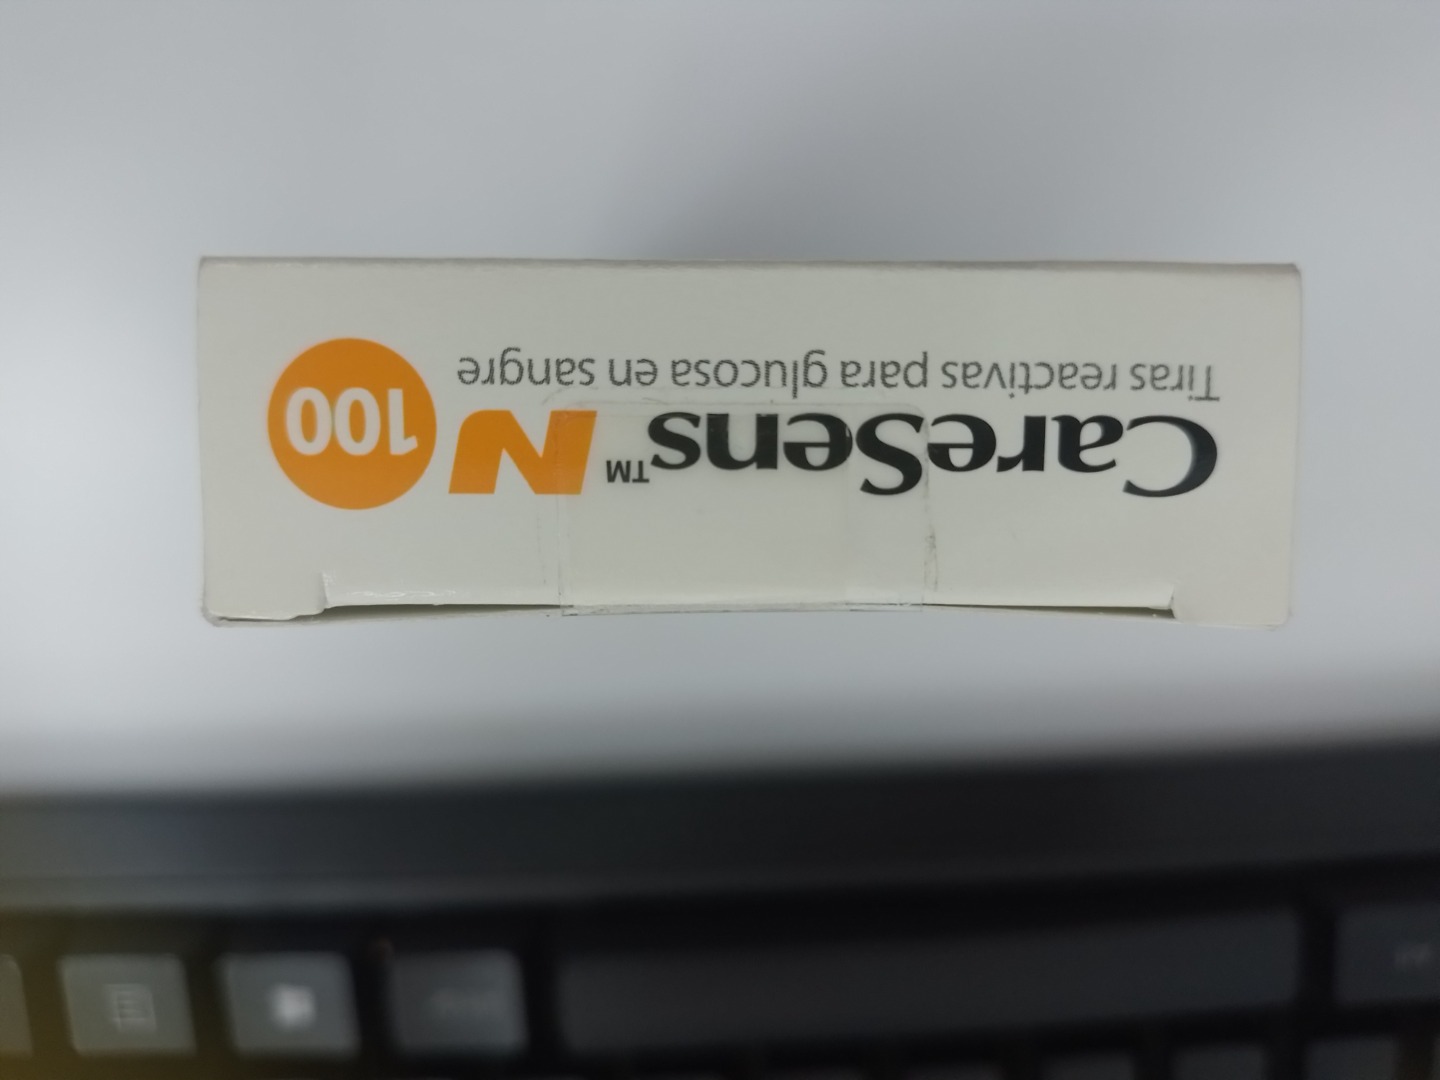 CareSens™ N 100
Tiras reactivas para glucosa en sangre